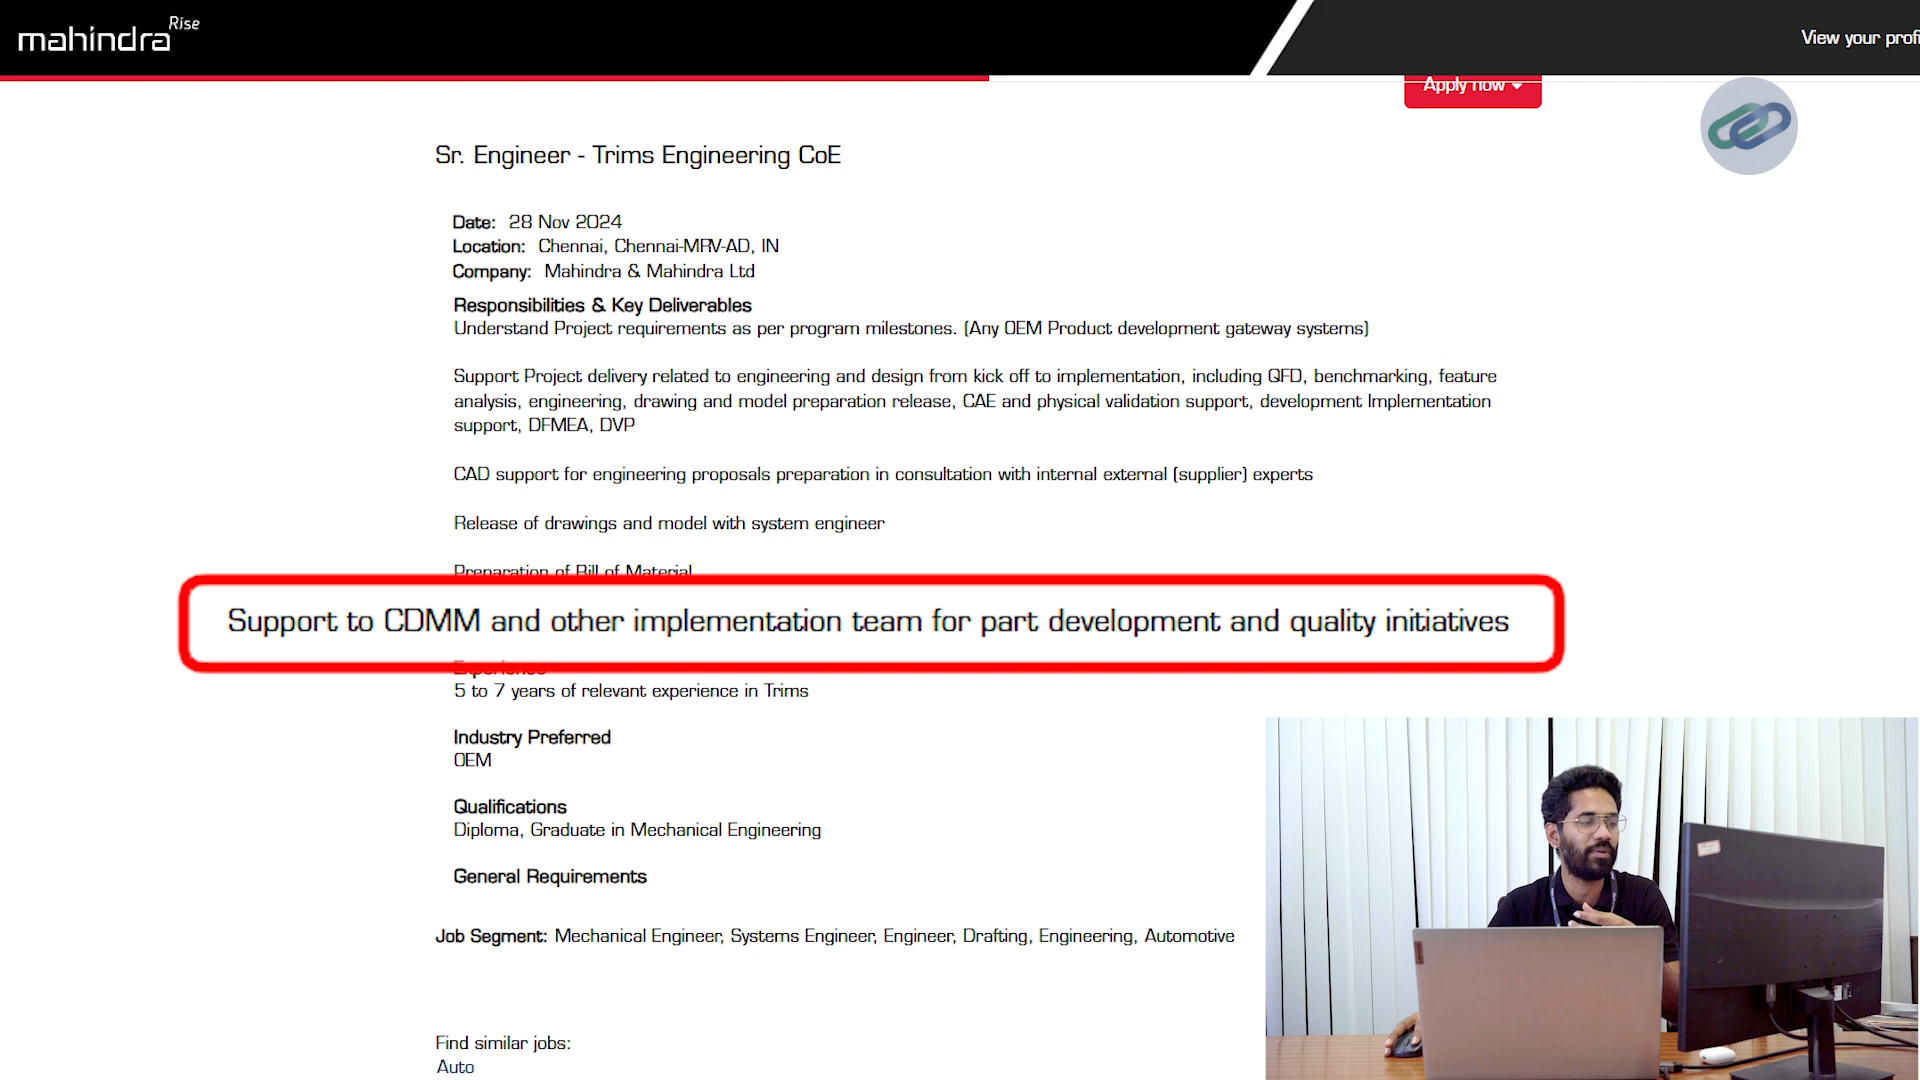 mahindra Rise
View your profi
Apply now
Sr. Engineer - Trims Engineering CoE
Date: 28 Nov 2024
Location: Chennai, Chennai-MRV-AD, IN
Company: Mahindra & Mahindra Ltd
Responsibilities & Key Deliverables
Understand Project requirements as per program milestones. (Any OEM Product development gateway systems)
Support Project delivery related to engineering and design from kick off to implementation, including QFD, benchmarking, feature
analysis, engineering, drawing and model preparation release, CAE and physical validation support, development Implementation
support, DFMEA, DVP
CAD support for engineering proposals preparation in consultation with internal external (supplier) experts
Release of drawings and model with system engineer
Preparation of Bill of Material
Support to CDMM and other implementation team for part development and quality initiatives
Experience
5 to 7 years of relevant experience in Trims
Industry Preferred
OEM
Qualifications
Diploma, Graduate in Mechanical Engineering
General Requirements
Job Segment: Mechanical Engineer, Systems Engineer, Engineer, Drafting, Engineering, Automotive
Find similar jobs:
Auto